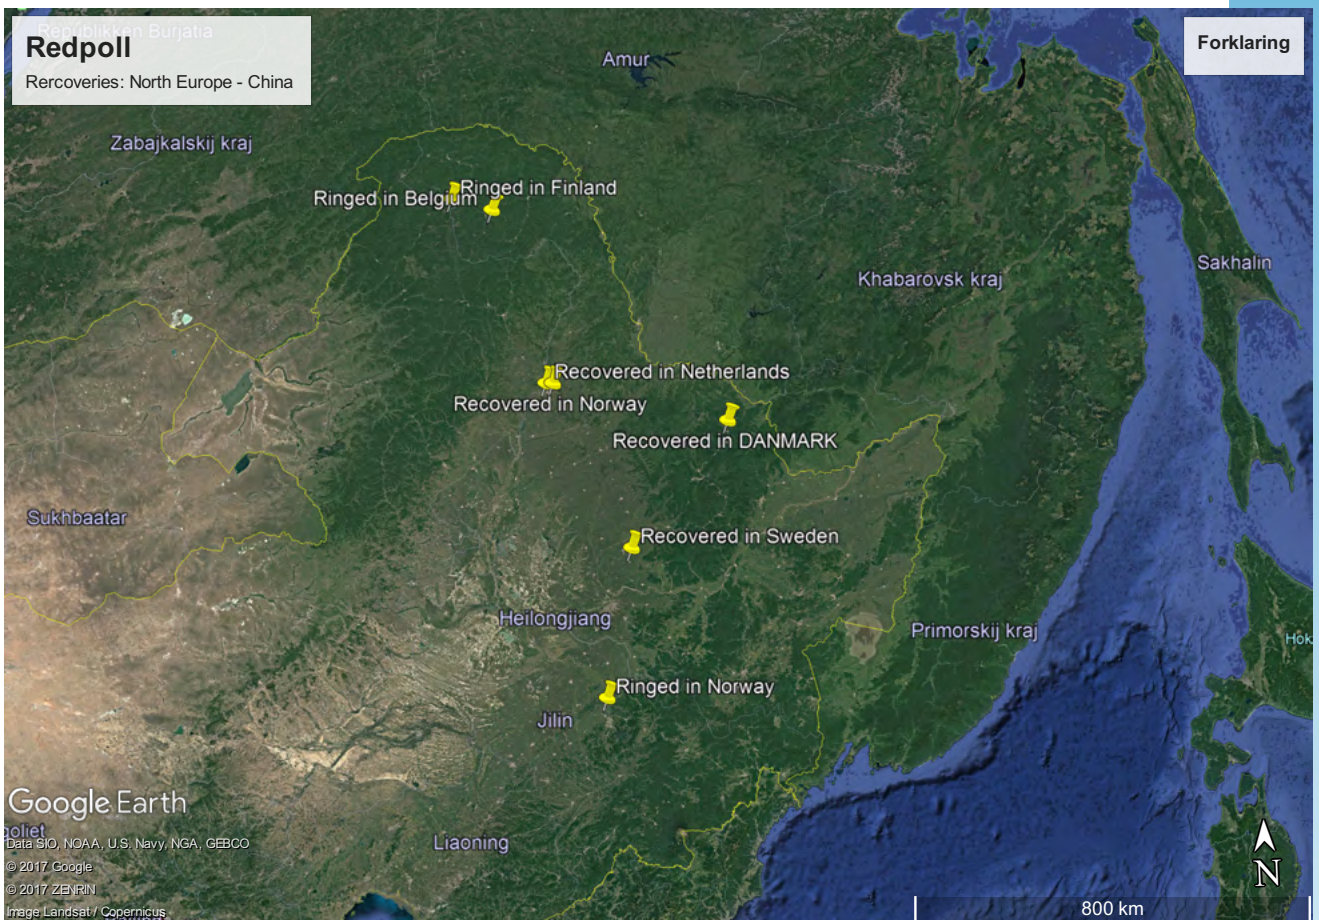 Republikken Burjatia
Redpoll
Rercoveries: North Europe - China
Forklaring
Amur
Zabajkalskij kraj
Ringed in Finland
Ringed in Belgium
Sakhalin
Khabarovsk kraj
Recovered in Netherlands
Recovered in Norway
Recovered in DANMARK
Sukhbaatar
Recovered in Sweden
Heilongjiang
Primorskij kraj
Hok
Ringed in Norway
Jilin
Google Earth
goliet
Liaoning
Data SIO, NOAA, U.S. Navy, NGA, GEBCO
© 2017 Google
© 2017 ZENRIN
Image Landsat / Copernicus
N
800 km